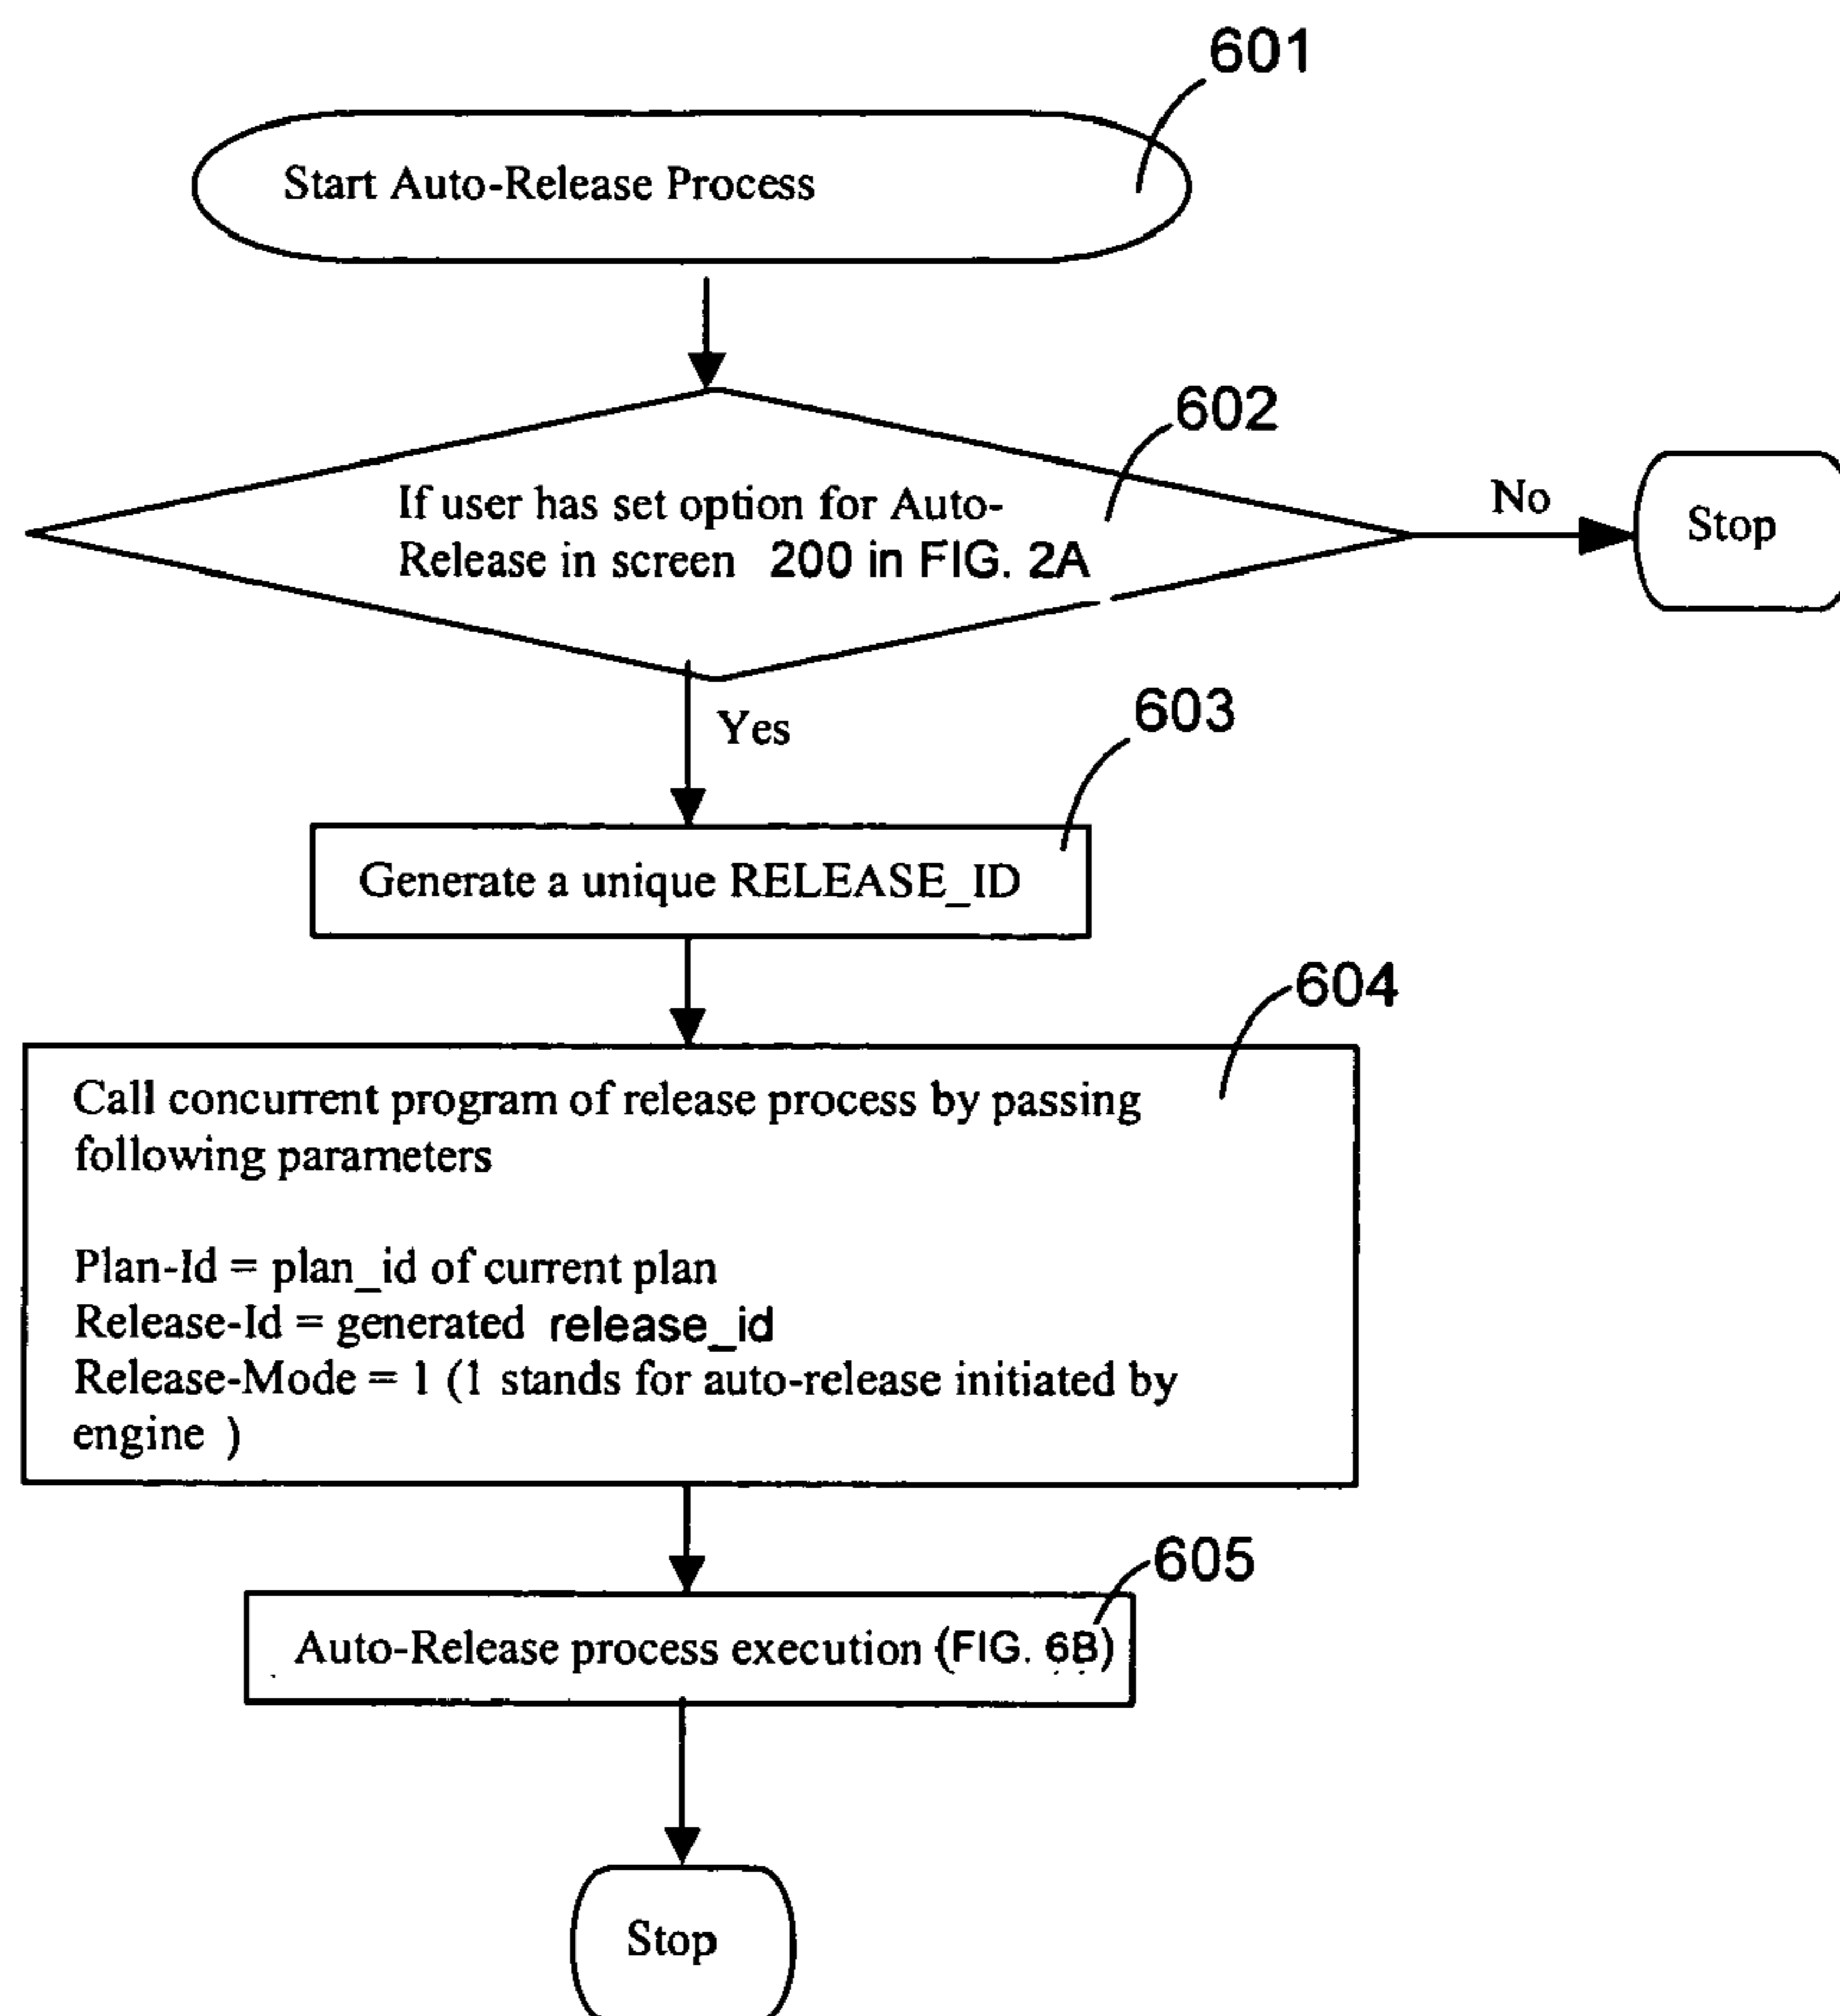 601
Start Auto-Release Process
602
If user has set option for Auto-
Release in screen 200 in FIG. 2A
No
Stop
Yes
603
Generate a unique RELEASE_ID
604
Call concurrent program of release process by passing
following parameters
Plan-Id = plan_id of current plan
Release-Id = generated release_id
Release-Mode = 1 (1 stands for auto-release initiated by
engine )
605
Auto-Release process execution (FIG. 6B)
Stop